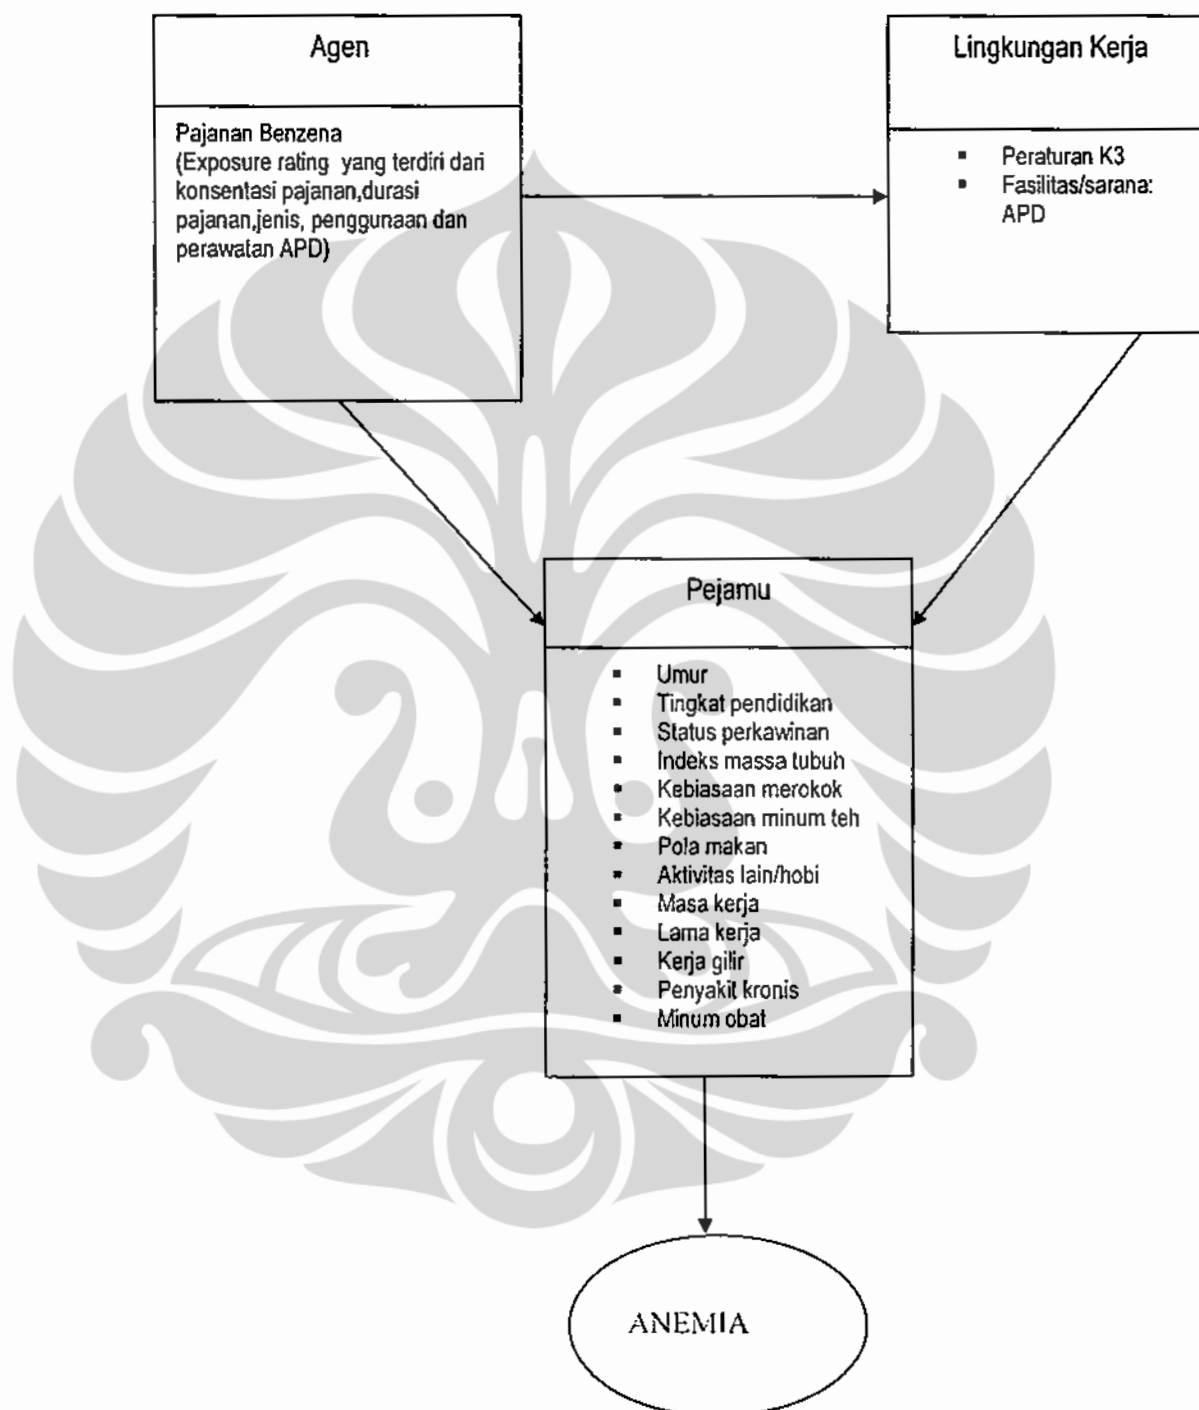 Agen
Pajanan Benzena
(Exposure rating yang terdiri dari
konsentasi pajanan,durasi
pajanan,jenis, penggunaan dan
perawatan APD)
Lingkungan Kerja
▪ Peraturan K3
▪ Fasilitas/sarana:
APD
Pejamu
▪ Umur
▪ Tingkat pendidikan
▪ Status perkawinan
▪ Indeks massa tubuh
▪ Kebiasaan merokok
▪ Kebiasaan minum teh
▪ Pola makan
▪ Aktivitas lain/hobi
▪ Masa kerja
▪ Lama kerja
▪ Kerja gilir
▪ Penyakit kronis
▪ Minum obat
ANEMIA